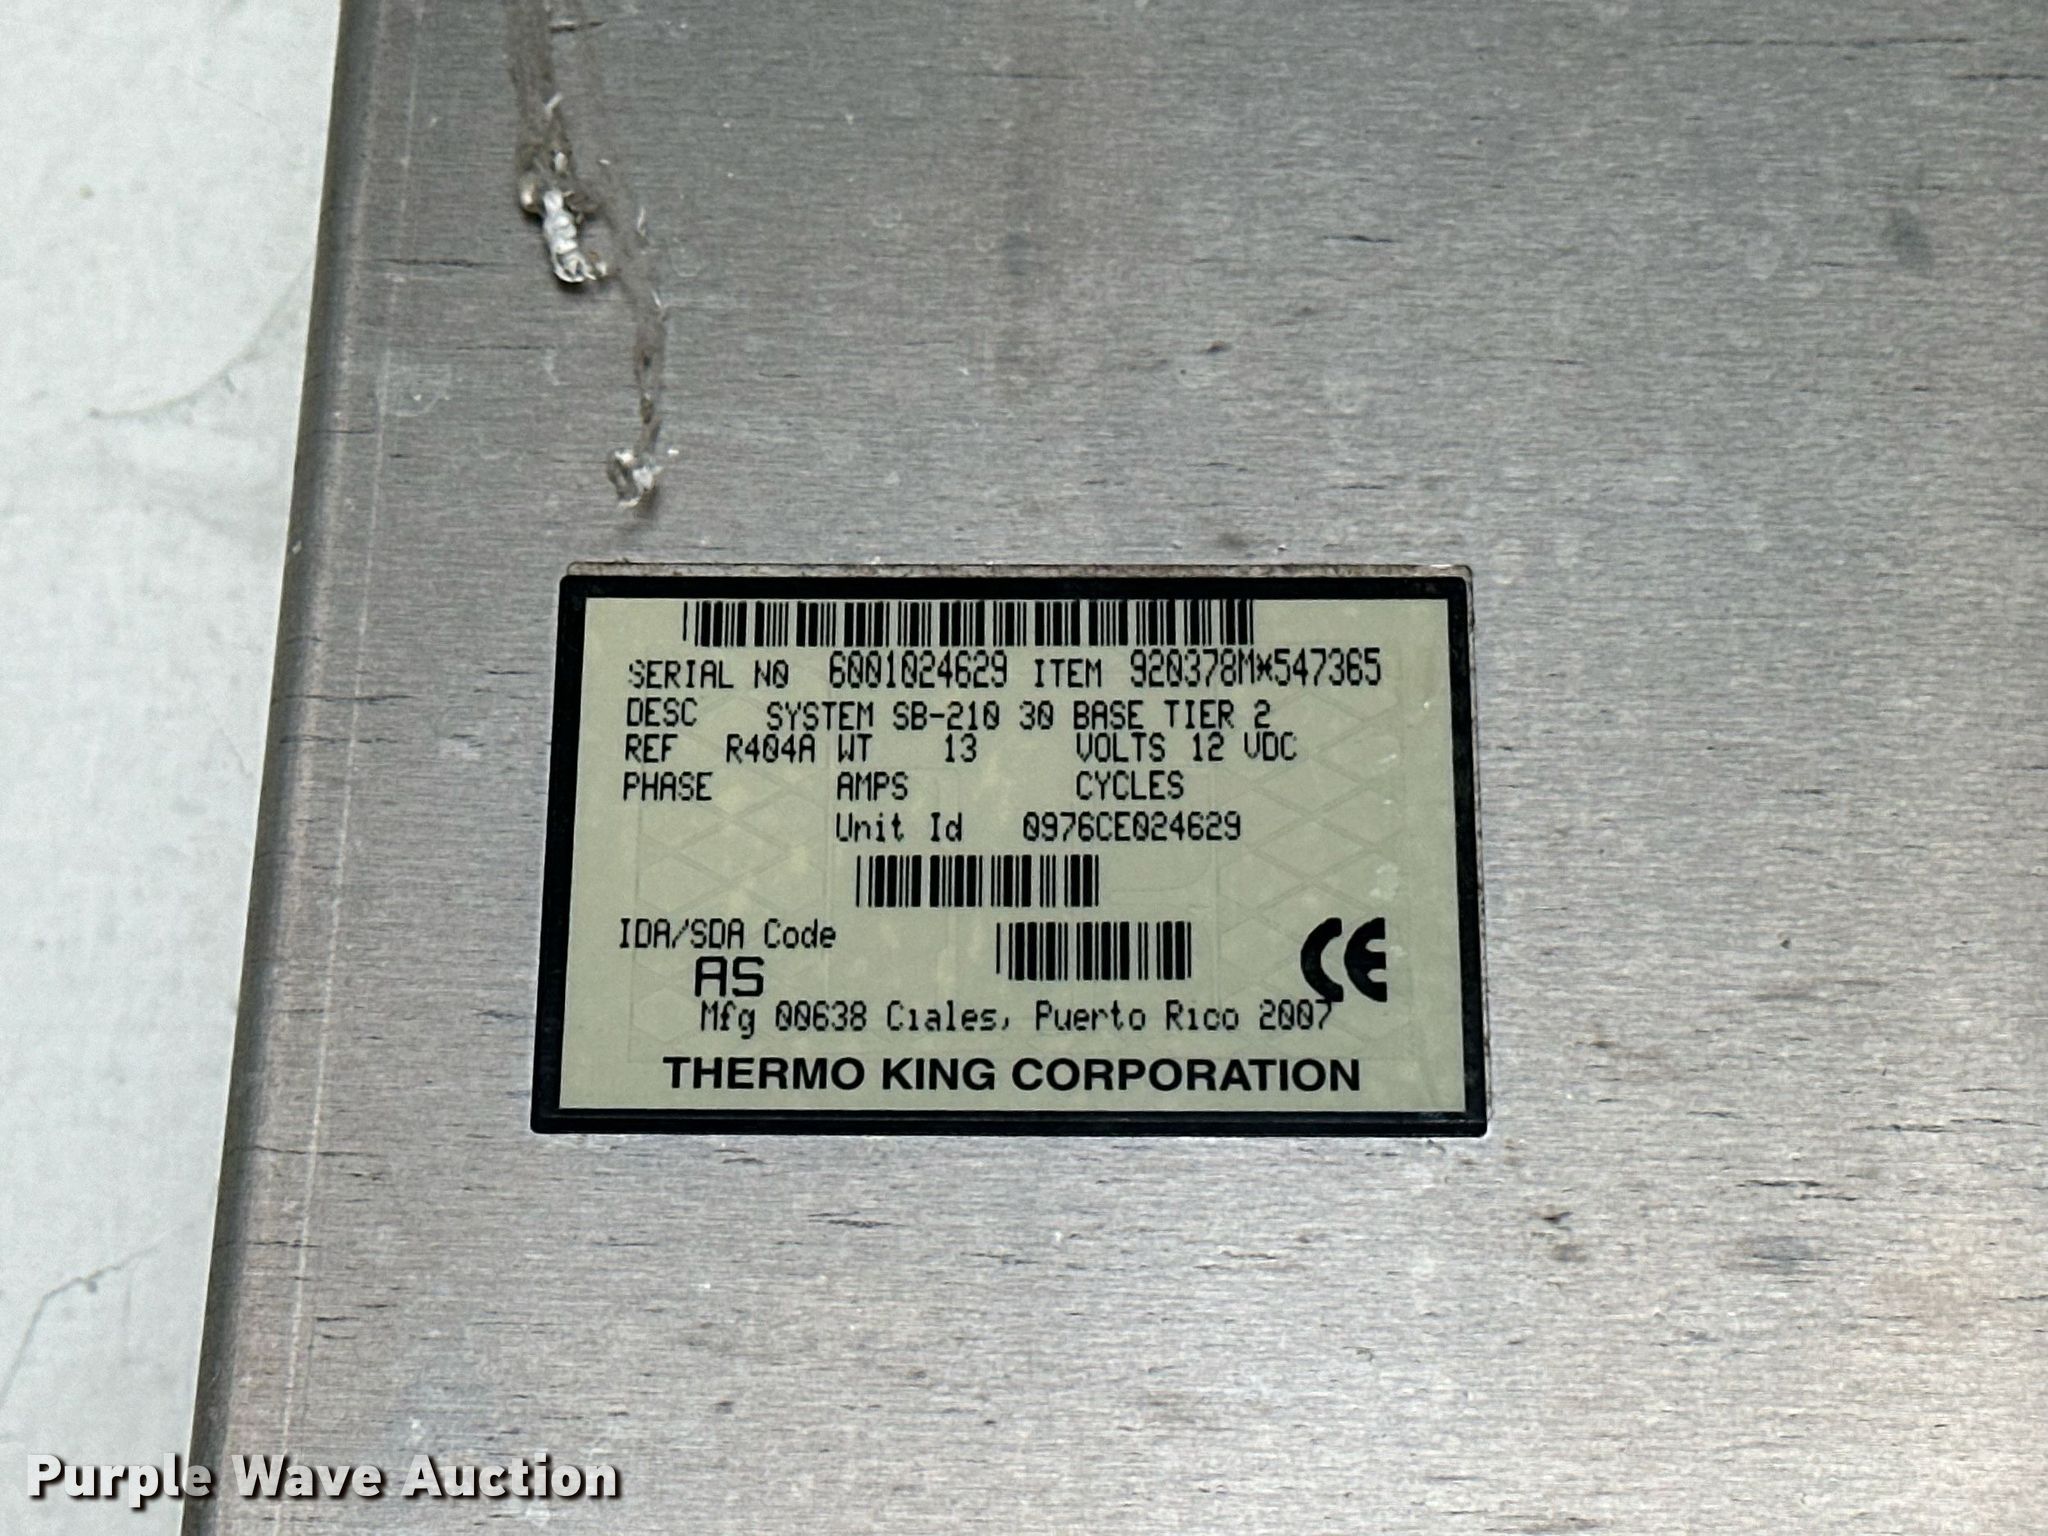 SERIAL NO 6001024629 ITEM 920378M*547365
DESC SYSTEM SB-210 30 BASE TIER 2
REF R404A WT 13 VOLTS 12 VDC
PHASE AMPS CYCLES
Unit Id 0976CE024629
IDA/SDA Code
AS
CE
Mfg 00638 Ciales, Puerto Rico 2007
THERMO KING CORPORATION
Purple Wave Auction